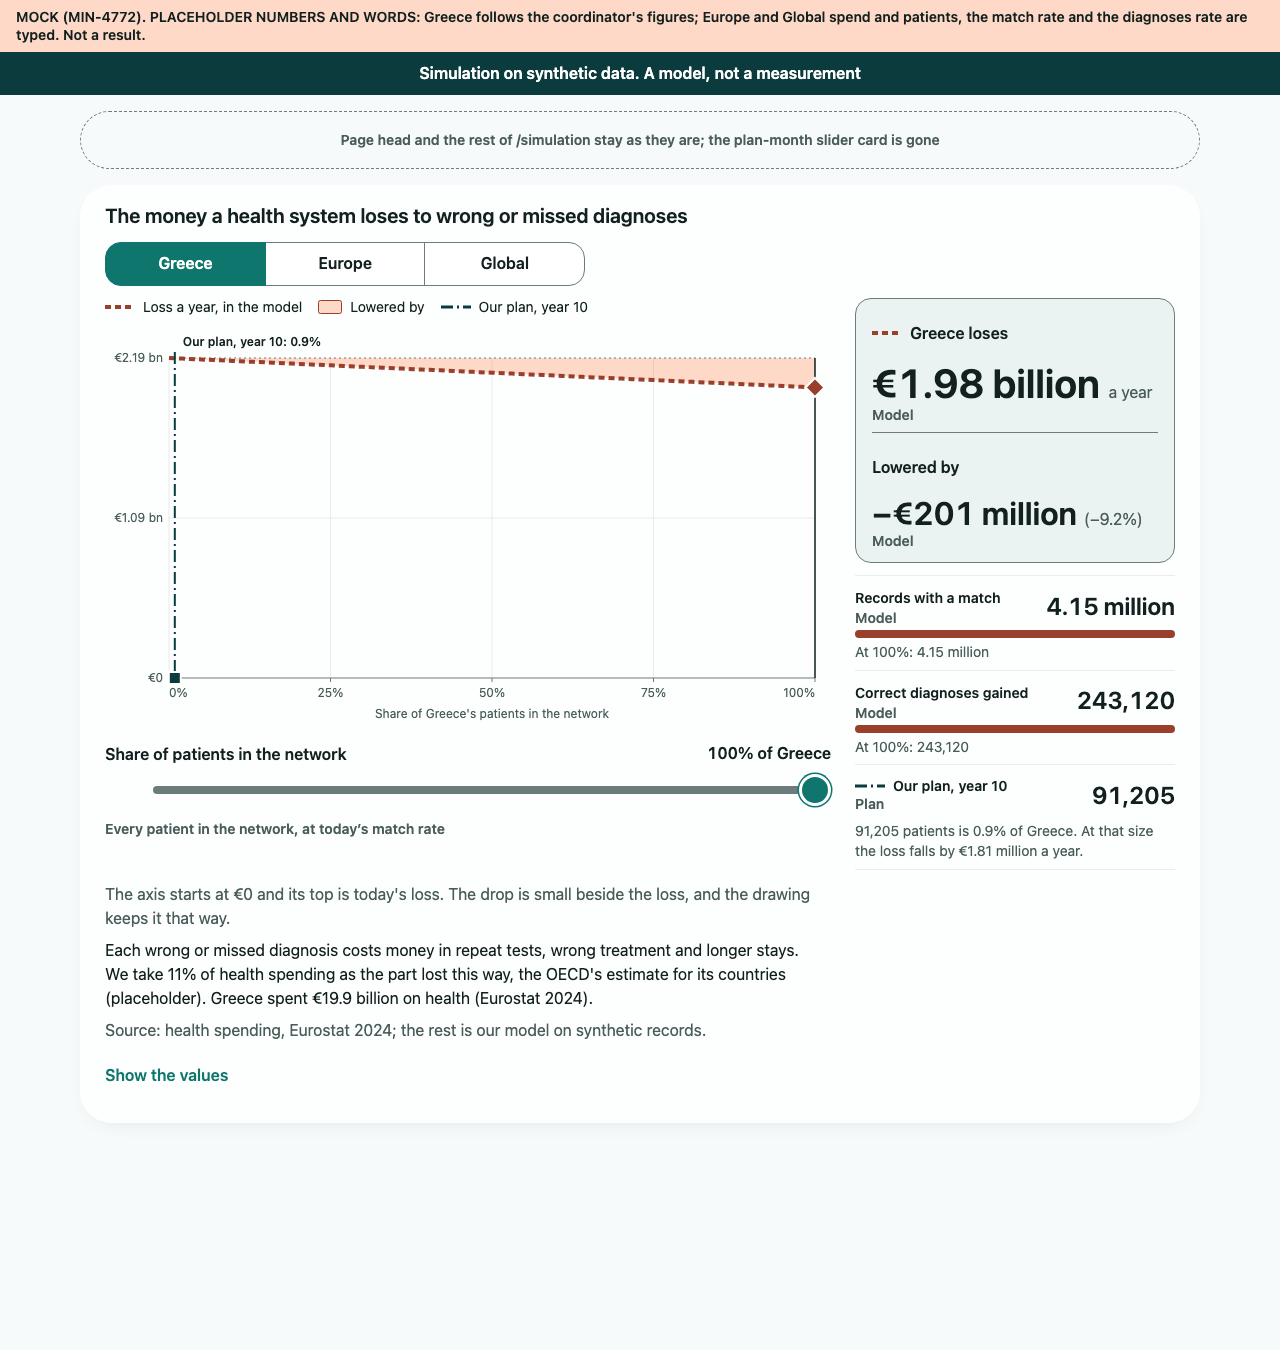 MOCK (MIN-4772). PLACEHOLDER NUMBERS AND WORDS: Greece follows the coordinator's figures; Europe and Global spend and patients, the match rate and the diagnoses rate are
typed. Not a result.
Simulation on synthetic data. A model, not a measurement
Page head and the rest of /simulation stay as they are; the plan-month slider card is gone
The money a health system loses to wrong or missed diagnoses
Greece
Europe
Global
Loss a year, in the model
Lowered by
Our plan, year 10
Our plan, year 10: 0.9%
€2.19 bn
€1.09 bn
€0
0%
25%
50%
75%
100%
Share of Greece's patients in the network
Share of patients in the network
100% of Greece
Every patient in the network, at today’s match rate
The axis starts at €0 and its top is today's loss. The drop is small beside the loss, and the drawing
keeps it that way.
Each wrong or missed diagnosis costs money in repeat tests, wrong treatment and longer stays.
We take 11% of health spending as the part lost this way, the OECD's estimate for its countries
(placeholder). Greece spent €19.9 billion on health (Eurostat 2024).
Source: health spending, Eurostat 2024; the rest is our model on synthetic records.
Show the values
Greece loses
€1.98 billion a year
Model
Lowered by
−€201 million (−9.2%)
Model
Records with a match
Model
4.15 million
At 100%: 4.15 million
Correct diagnoses gained
Model
243,120
At 100%: 243,120
Our plan, year 10
Plan
91,205
91,205 patients is 0.9% of Greece. At that size
the loss falls by €1.81 million a year.